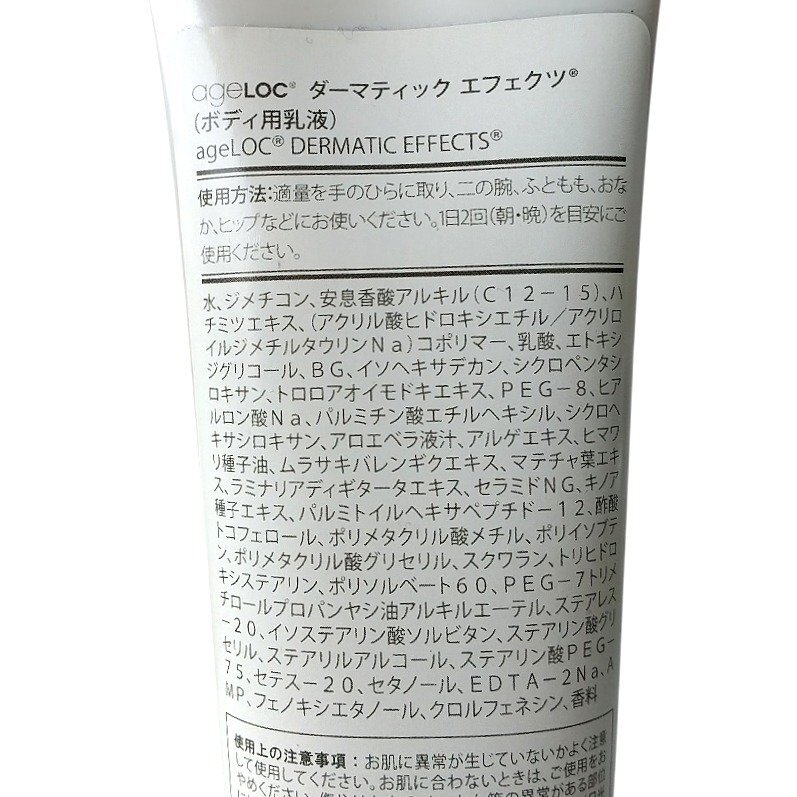 ageLOC® ダーマティック エフェクツ®
(ボディ用乳液)
ageLOC® DERMATIC EFFECTS®
使用方法:適量を手のひらに取り、二の腕、ふともも、おな
か、ヒップなどにお使いください。1日2回(朝・晩)を目安にご
使用ください。
水、ジメチコン、安息香酸アルキル(C12-15)、ハ
チミツエキス、(アクリル酸ヒドロキシエチル/アクリロ
イルジメチルタウリンNa)コポリマー、乳酸、エトキシ
ジグリコール、BG、イソヘキサデカン、シクロペンタシ
ロキサン、トロロアオイモドキエキス、PEG-8、ヒア
ルロン酸Na、パルミチン酸エチルヘキシル、シクロヘ
キサシロキサン、アロエベラ液汁、アルゲエキス、ヒマワ
リ種子油、ムラサキバレンギクエキス、マテチャ葉エキ
ス、ラミナリアディギタータエキス、セラミドNG、キノア
種子エキス、パルミトイルヘキサペプチド-12、酢酸
トコフェロール、ポリメタクリル酸メチル、ポリイソブテ
ン、ポリメタクリル酸グリセリル、スクワラン、トリヒドロ
キシステアリン、ポリソルベート60、PEG-7トリメ
チロールプロパンヤシ油アルキルエーテル、ステアレス
-20、イソステアリン酸ソルビタン、ステアリン酸グリ
セリル、ステアリルアルコール、ステアリン酸PEG-
75、セテス-20、セタノール、EDTA-2Na、A
MP、フェノキシエタノール、クロルフェネシン、香料
使用上の注意事項:お肌に異常が生じていないかよく注意
して使用してください。お肌に合わないときは、ご使用をお